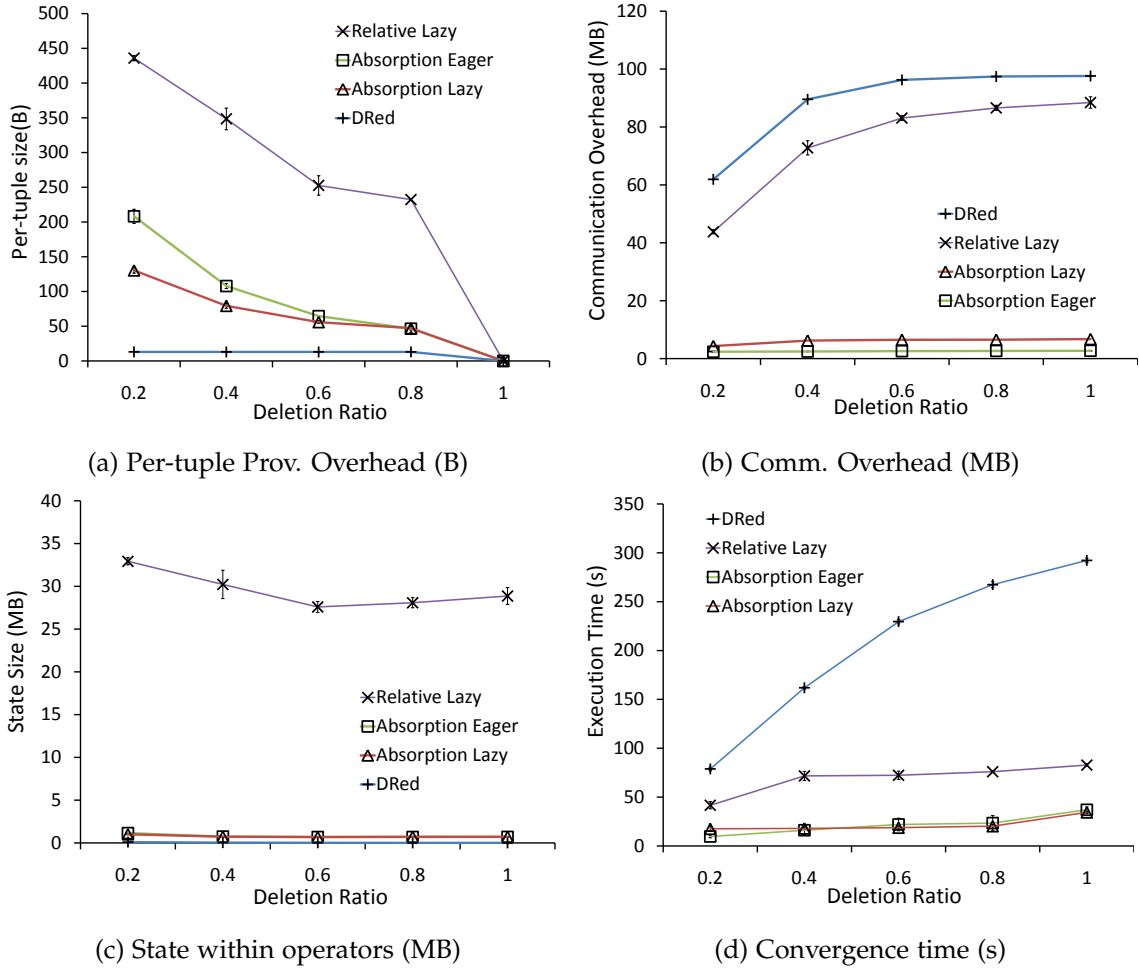 500
450
400
350
300
250
200
150
100
50
0
Per-tuple size(B)
Relative Lazy
Absorption Eager
Absorption Lazy
DRed
0.2 0.4 0.6 0.8 1
Deletion Ratio
(a) Per-tuple Prov. Overhead (B)
120
100
80
60
40
20
0
Communication Overhead (MB)
DRed
Relative Lazy
Absorption Lazy
Absorption Eager
0.2 0.4 0.6 0.8 1
Deletion Ratio
(b) Comm. Overhead (MB)
40
35
30
25
20
15
10
5
0
State Size (MB)
Relative Lazy
Absorption Eager
Absorption Lazy
DRed
0.2 0.4 0.6 0.8 1
Deletion Ratio
(c) State within operators (MB)
350
300
250
200
150
100
50
0
Execution Time (s)
DRed
Relative Lazy
Absorption Eager
Absorption Lazy
0.2 0.4 0.6 0.8 1
Deletion Ratio
(d) Convergence time (s)